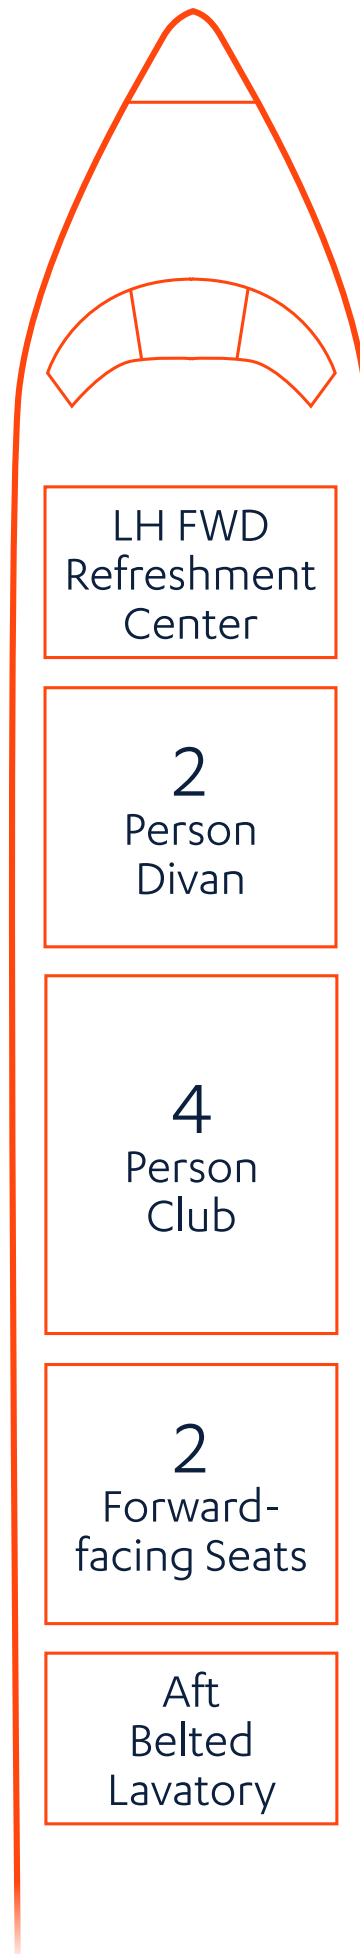 LH FWD
Refreshment
Center
2
Person
Divan
4
Person
Club
2
Forward-
facing Seats
Aft
Belted
Lavatory